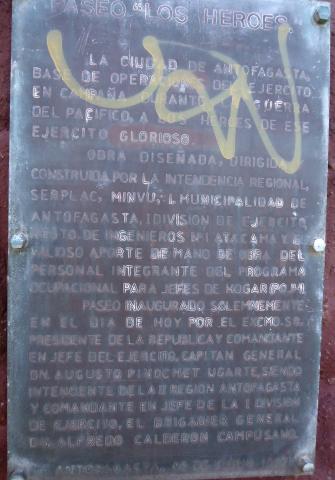 PASEO "LOS HEROES"
LA CIUDAD DE ANTOFAGASTA,
BASE DE OPERACIONES DEL EJERCITO
EN CAMPAÑA DURANTE GUERRA
DEL PACIFICO, A LOS HEROES DE ESE
EJERCITO GLORIOSO.
OBRA DISEÑADA, DIRIGIDA
CONSTRUIDA POR LA INTENDENCIA REGIONAL,
SERPLAC, MINVU, I. MUNICIPALIDAD DE
ANTOFAGASTA, I DIVISION DE EJERCITO
DE INGENIEROS Nº1 ATACAMA Y EL
VALIOSO APORTE DE MANO DE OBRA DEL
PERSONAL INTEGRANTE DEL PROGRAMA
OCUPACIONAL PARA JEFES DE HOGAR
PASEO INAUGURADO SOLEMNEMENTE
EN EL DIA DE HOY POR EL EXCMO. SR.
PRESIDENTE DE LA REPUBLICA Y COMANDANTE
EN JEFE DEL EJERCITO, CAPITAN GENERAL
DN. AUGUSTO PINOCHET UGARTE, SIENDO
INTENDENTE DE LA II REGION ANTOFAGASTA
Y COMANDANTE EN JEFE DE LA I DIVISION
DE EJERCITO, EL BRIGADIER GENERAL
DN. ALFREDO CALDERON CAMPUSANO.
ANTOFAGASTA,